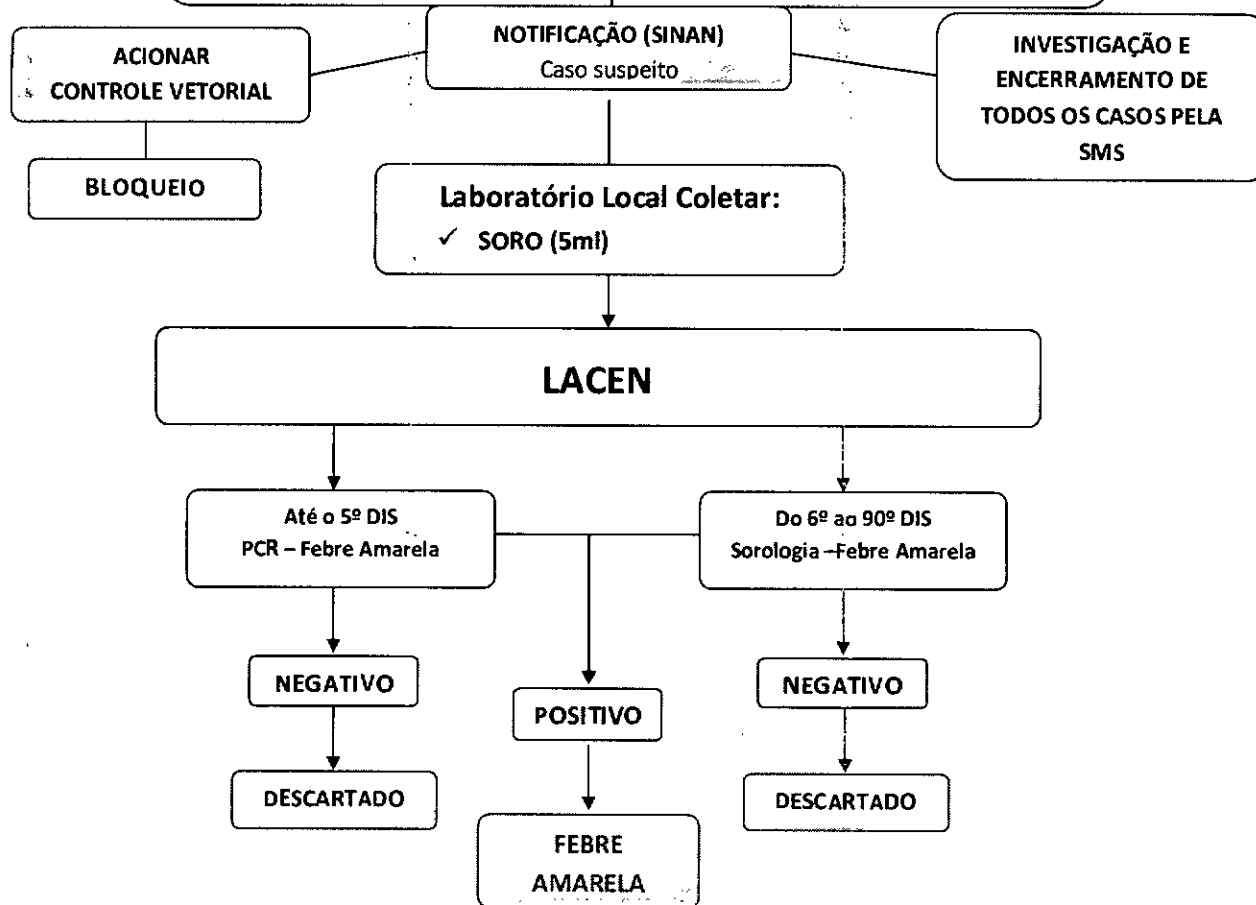 NOTIFICAÇÃO (SINAN)
Caso suspeito
ACIONAR
CONTROLE VETORIAL
BLOQUEIO
INVESTIGAÇÃO E
ENCERRAMENTO DE
TODOS OS CASOS PELA
SMS
Laboratório Local Coletar:
✓ SORO (5ml)
LACEN
Até o 5º DIS
PCR – Febre Amarela
Do 6º ao 90º DIS
Sorologia –Febre Amarela
NEGATIVO
POSITIVO
NEGATIVO
DESCARTADO
FEBRE
AMARELA
DESCARTADO